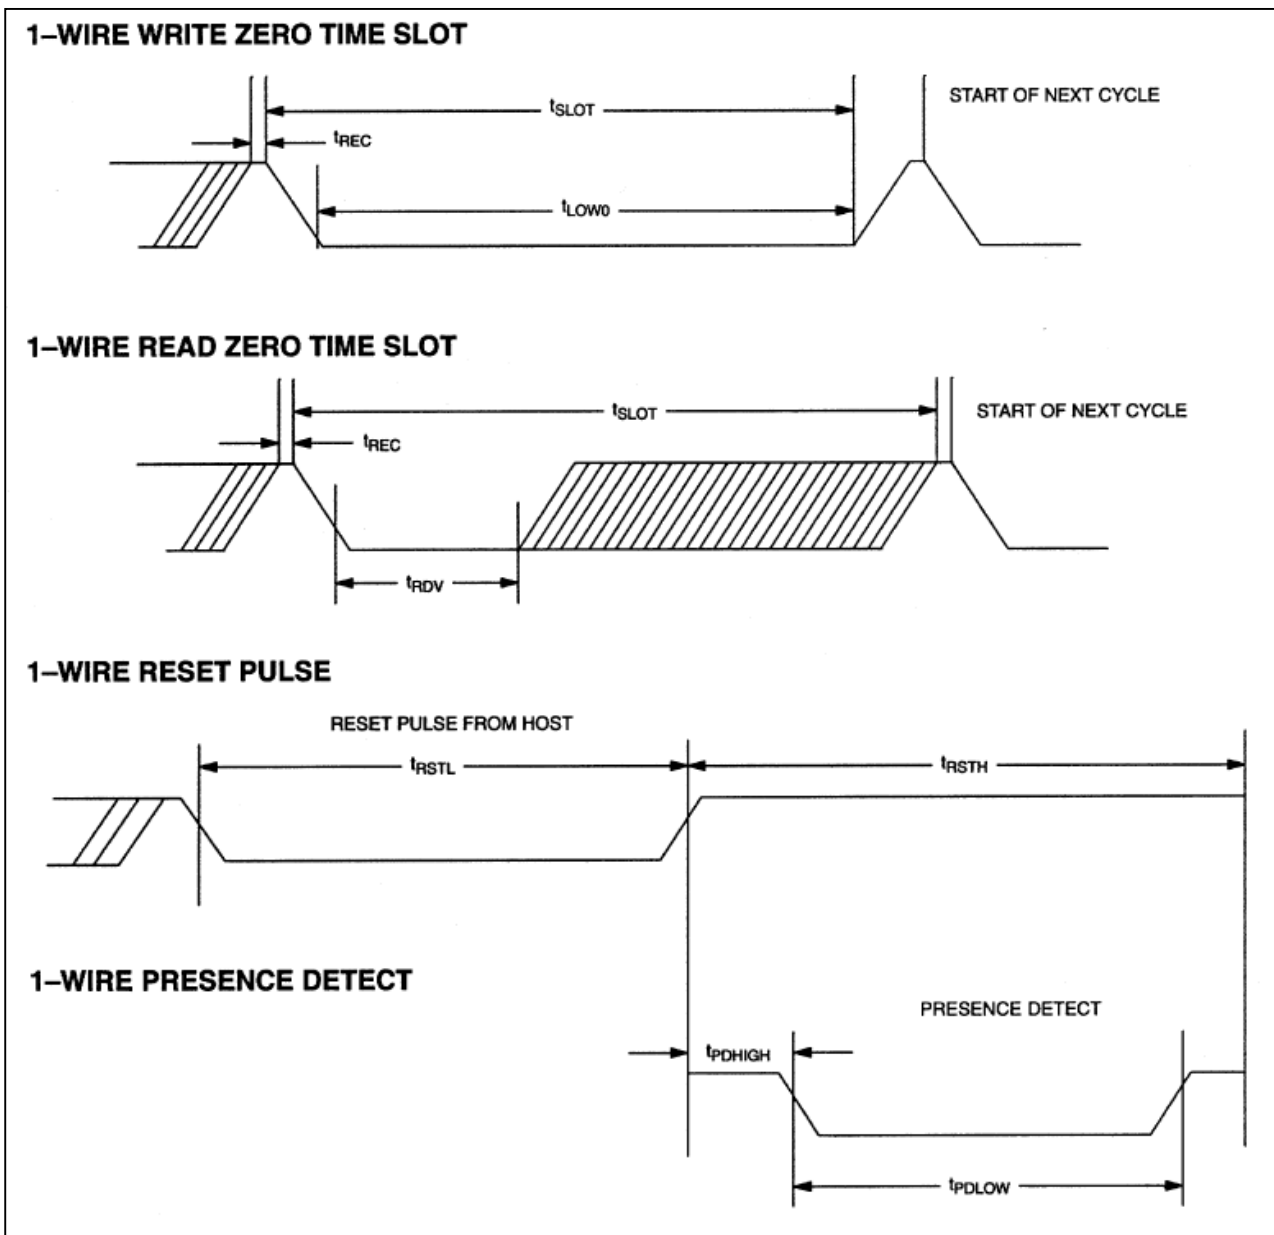 1–WIRE WRITE ZERO TIME SLOT
tSLOT
START OF NEXT CYCLE
tREC
tLOW0
1–WIRE READ ZERO TIME SLOT
tSLOT
START OF NEXT CYCLE
tREC
tRDV
1–WIRE RESET PULSE
RESET PULSE FROM HOST
tRSTL
tRSTH
1–WIRE PRESENCE DETECT
PRESENCE DETECT
tPDHIGH
tPDLOW